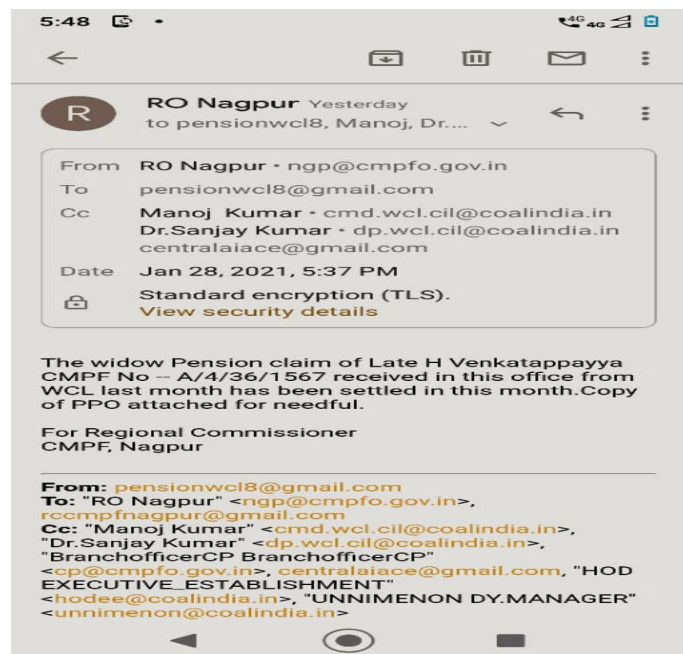 5:48
4G 4G
R
RO Nagpur Yesterday
to pensionwcl8, Manoj, Dr....
From RO Nagpur • ngp@cmpfo.gov.in
To pensionwcl8@gmail.com
Cc Manoj Kumar • cmd.wcl.cil@coalindia.in
Dr.Sanjay Kumar • dp.wcl.cil@coalindia.in
centralaiace@gmail.com
Date Jan 28, 2021, 5:37 PM
Standard encryption (TLS).
View security details
The widow Pension claim of Late H Venkatappayya
CMPF No -- A/4/36/1567 received in this office from
WCL last month has been settled in this month.Copy
of PPO attached for needful.
For Regional Commissioner
CMPF, Nagpur
From: pensionwcl8@gmail.com
To: "RO Nagpur" <ngp@cmpfo.gov.in>,
rccmpfnagpur@gmail.com
Cc: "Manoj Kumar" <cmd.wcl.cil@coalindia.in>,
"Dr.Sanjay Kumar" <dp.wcl.cil@coalindia.in>,
"BranchofficerCP BranchofficerCP"
<cp@cmpfo.gov.in>, centralaiace@gmail.com, "HOD
EXECUTIVE_ESTABLISHMENT"
<hodee@coalindia.in>, "UNNIMENON DY.MANAGER"
<unnimenon@coalindia.in>